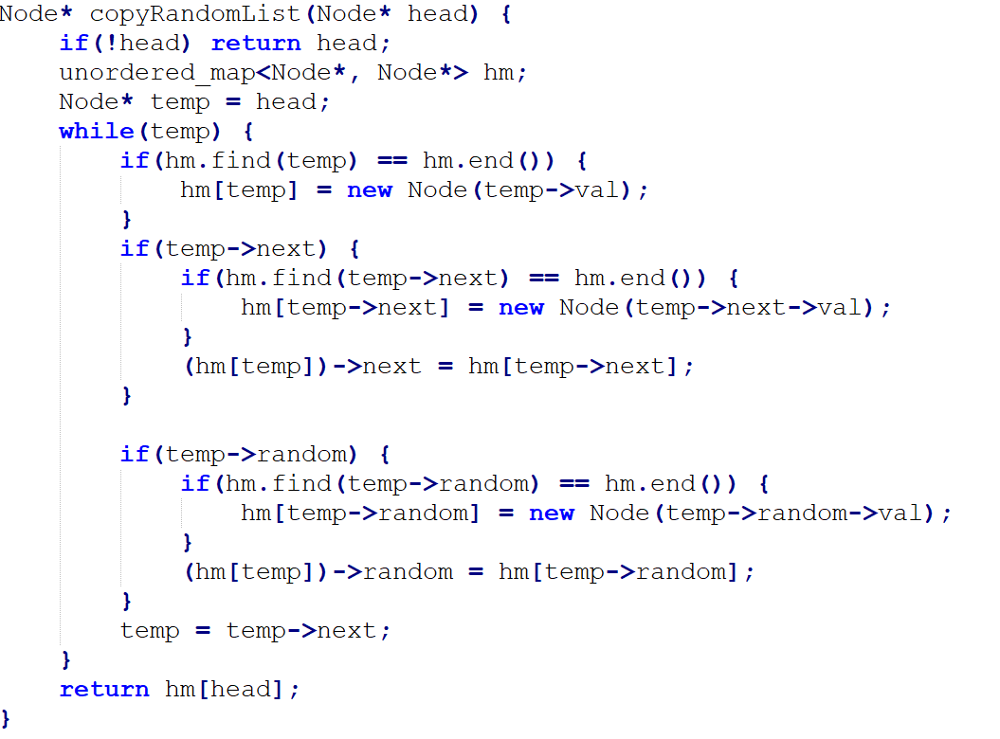 Node* copyRandomList(Node* head) {
    if(!head) return head;
    unordered_map<Node*, Node*> hm;
    Node* temp = head;
    while(temp) {
        if(hm.find(temp) == hm.end()) {
            hm[temp] = new Node(temp->val);
        }
        if(temp->next) {
            if(hm.find(temp->next) == hm.end()) {
                hm[temp->next] = new Node(temp->next->val);
            }
            (hm[temp])->next = hm[temp->next];
        }

        if(temp->random) {
            if(hm.find(temp->random) == hm.end()) {
                hm[temp->random] = new Node(temp->random->val);
            }
            (hm[temp])->random = hm[temp->random];
        }
        temp = temp->next;
    }
    return hm[head];
}